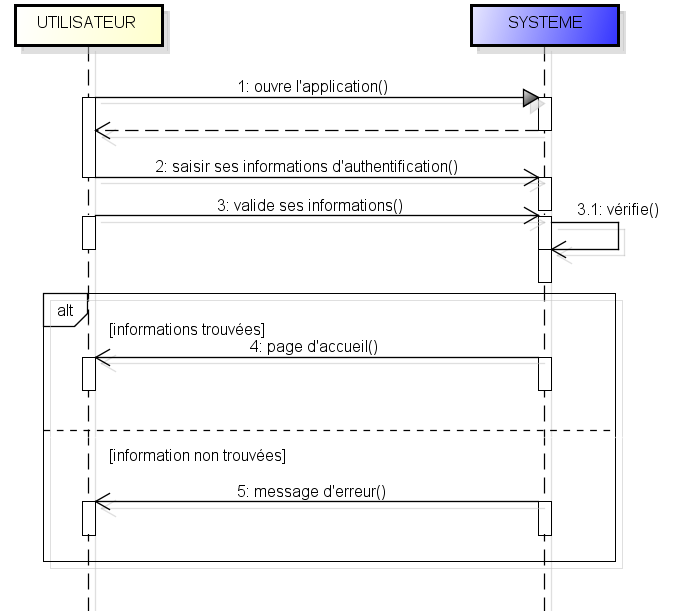 UTILISATEUR
SYSTEME
1: ouvre l'application()
2: saisir ses informations d'authentification()
3: valide ses informations()
3.1: vérifie()
alt
[informations trouvées]
4: page d'accueil()
[information non trouvées]
5: message d'erreur()